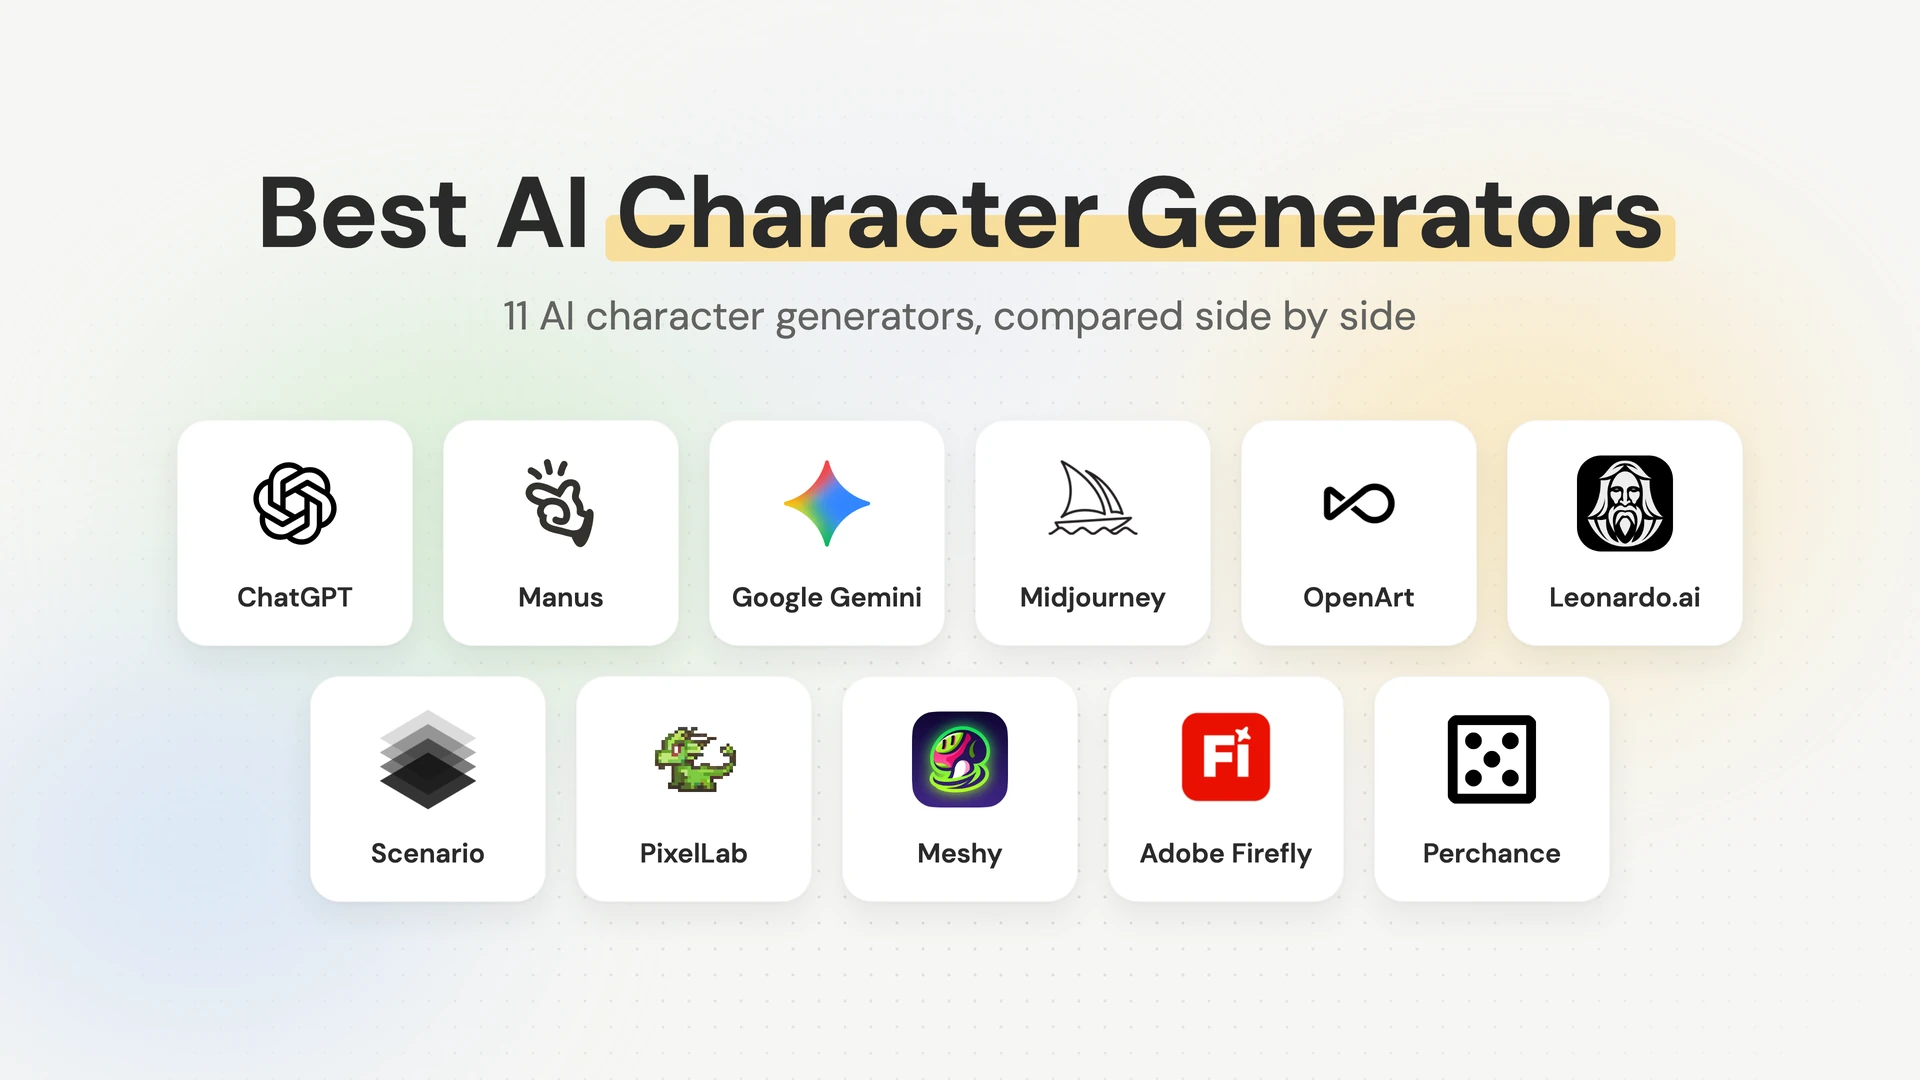 Best AI Character Generators
11 AI character generators, compared side by side
ChatGPT
Manus
Google Gemini
Midjourney
OpenArt
Leonardo.ai
Scenario
PixelLab
Meshy
Fi
Adobe Firefly
Perchance